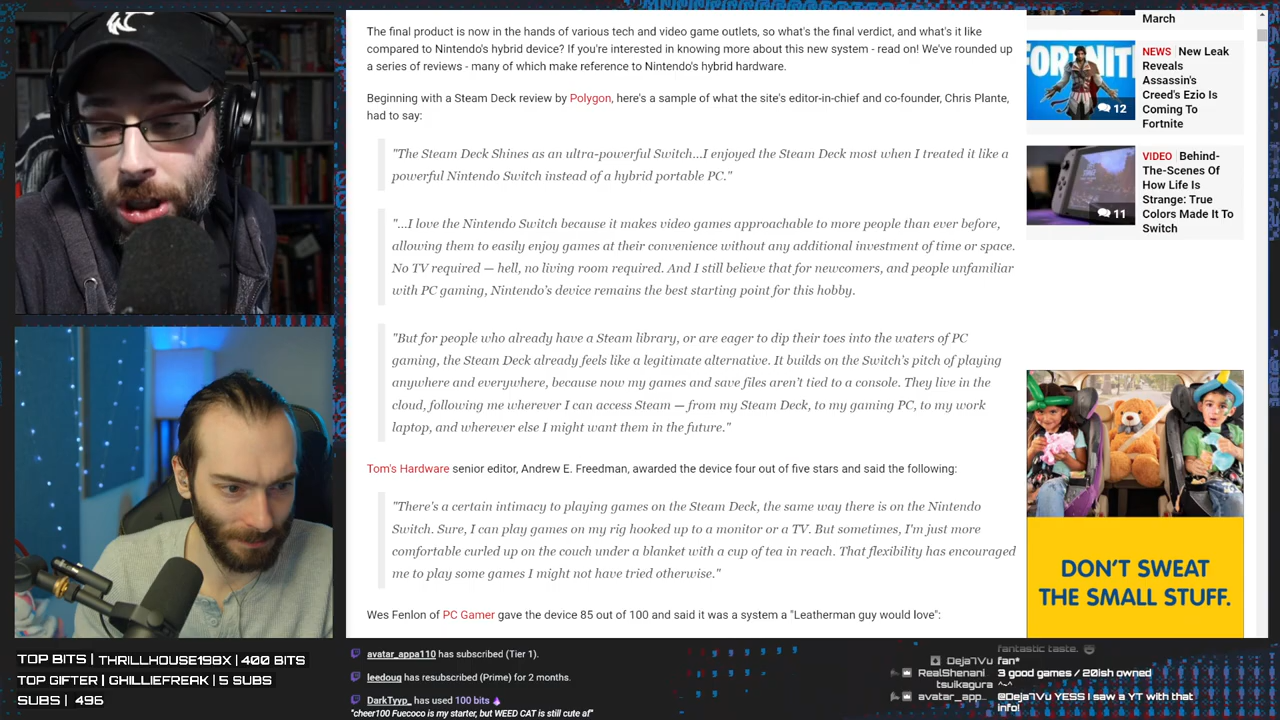 The final product is now in the hands of various tech and video game outlets, so what's the final verdict, and what's it like
compared to Nintendo's hybrid device? If you're interested in knowing more about this new system - read on! We've rounded up
a series of reviews - many of which make reference to Nintendo's hybrid hardware.
Beginning with a Steam Deck review by Polygon, here's a sample of what the site's editor-in-chief and co-founder, Chris Plante,
had to say:
"The Steam Deck Shines as an ultra-powerful Switch...I enjoyed the Steam Deck most when I treated it like a
powerful Nintendo Switch instead of a hybrid portable PC."
"...I love the Nintendo Switch because it makes video games approachable to more people than ever before,
allowing them to easily enjoy games at their convenience without any additional investment of time or space.
No TV required — hell, no living room required. And I still believe that for newcomers, and people unfamiliar
with PC gaming, Nintendo's device remains the best starting point for this hobby.
"But for people who already have a Steam library, or are eager to dip their toes into the waters of PC
gaming, the Steam Deck already feels like a legitimate alternative. It builds on the Switch's pitch of playing
anywhere and everywhere, because now my games and save files aren't tied to a console. They live in the
cloud, following me wherever I can access Steam — from my Steam Deck, to my gaming PC, to my work
laptop, and wherever else I might want them in the future."
Tom's Hardware senior editor, Andrew E. Freedman, awarded the device four out of five stars and said the following:
"There's a certain intimacy to playing games on the Steam Deck, the same way there is on the Nintendo
Switch. Sure, I can play games on my rig hooked up to a monitor or a TV. But sometimes, I'm just more
comfortable curled up on the couch under a blanket with a cup of tea in reach. That flexibility has encouraged
me to play some games I might not have tried otherwise."
Wes Fenlon of PC Gamer gave the device 85 out of 100 and said it was a system a "Leatherman guy would love":
March
FORTNIT
12
NEWS New Leak
Reveals
Assassin's
Creed's Ezio Is
Coming To
Fortnite
11
VIDEO Behind-
The-Scenes Of
How Life Is
Strange: True
Colors Made It To
Switch
DON'T SWEAT
THE SMALL STUFF.
TOP BITS | THRILLHOUSE198X | 400 BITS
TOP GIFTER | GHILLIEFREAK | 5 SUBS
SUBS | 496
avatar_appa110 has subscribed (Tier 1).
leedoug has resubscribed (Prime) for 2 months.
DarkTyyp_ has used 100 bits
"cheer100 Fuecoco is my starter, but WEED CAT is still cute af"
fantastic taste.
Deja7Vu fan*
RealShenani 3 good games / 20ish owned
tsuikagura ^~^
avatar_app... @Deja7Vu YESS I saw a YT with that
info!